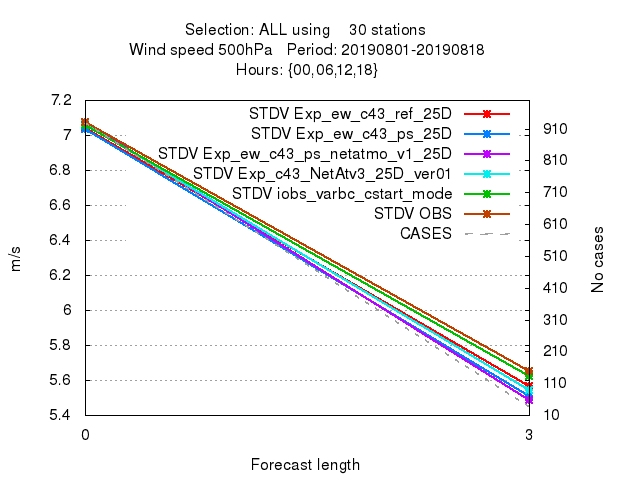 Selection: ALL using 30 stations
Wind speed 500hPa Period: 20190801-20190818
Hours: {00,06,12,18}
STDV Exp_ew_c43_ref_25D
STDV Exp_ew_c43_ps_25D
STDV Exp_ew_c43_ps_netatmo_v1_25D
STDV Exp_c43_NetAtv3_25D_ver01
STDV iobs_varbc_cstart_mode
STDV OBS
CASES
7.2
7
6.8
6.6
6.4
6.2
6
5.8
5.6
5.4
m/s
910
810
710
610
510
410
310
210
110
10
No cases
0 3
Forecast length